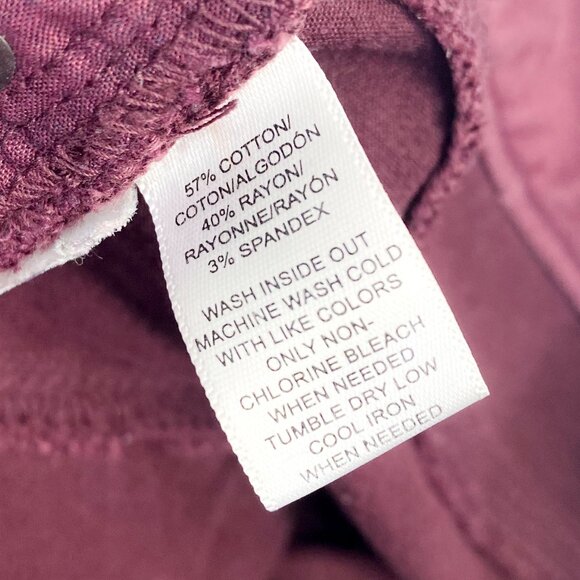 57% COTTON/
COTON/ALGODÓN
40% RAYON/
RAYONNE/RAYÓN
3% SPANDEX
WASH INSIDE OUT
MACHINE WASH COLD
WITH LIKE COLORS
ONLY NON-
CHLORINE BLEACH
WHEN NEEDED
TUMBLE DRY LOW
COOL IRON
WHEN NEEDED